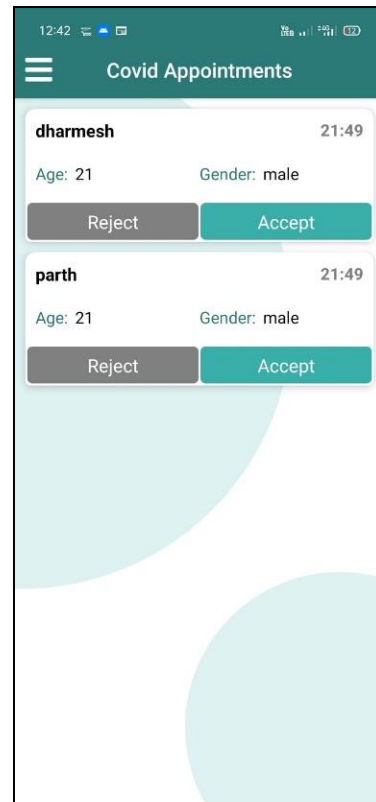 12:42
12
Covid Appointments
dharmesh 21:49
Age: 21 Gender: male
Reject Accept
parth 21:49
Age: 21 Gender: male
Reject Accept